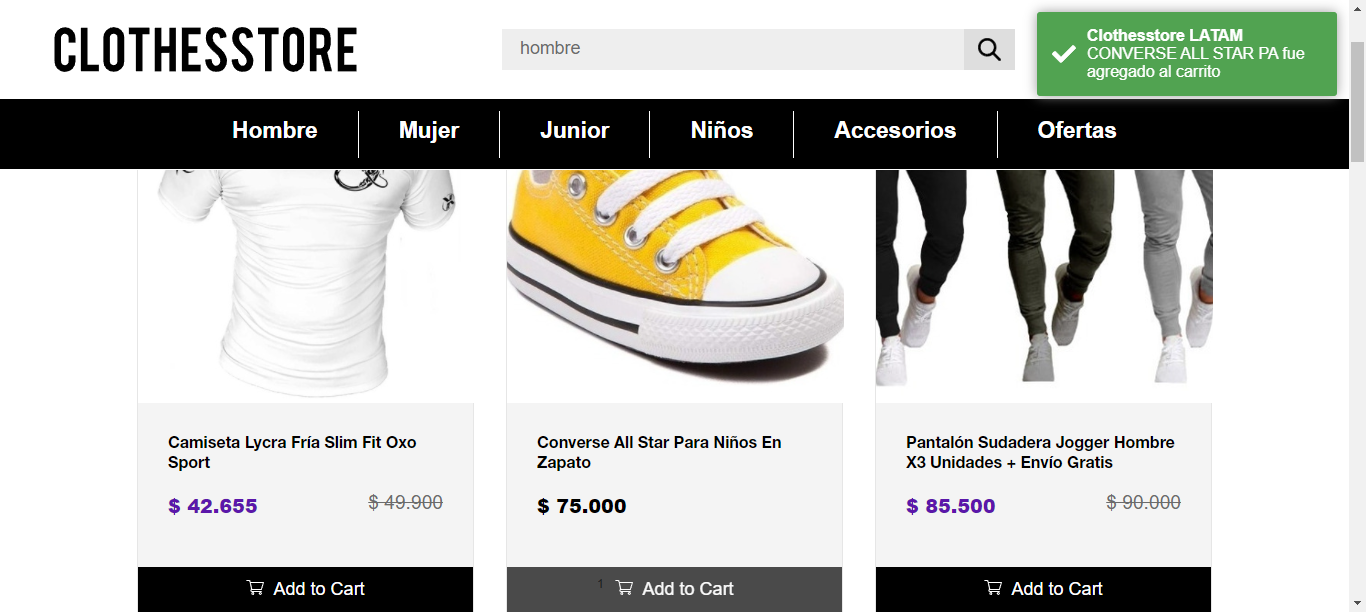 CLOTHESSTORE
hombre
Clothesstore LATAM
CONVERSE ALL STAR PA fue
agregado al carrito
Hombre
Mujer
Junior
Niños
Accesorios
Ofertas
Camiseta Lycra Fría Slim Fit Oxo
Sport
$ 42.655
$ 49.900
Add to Cart
Converse All Star Para Niños En
Zapato
$ 75.000
1
Add to Cart
Pantalón Sudadera Jogger Hombre
X3 Unidades + Envío Gratis
$ 85.500
$ 90.000
Add to Cart